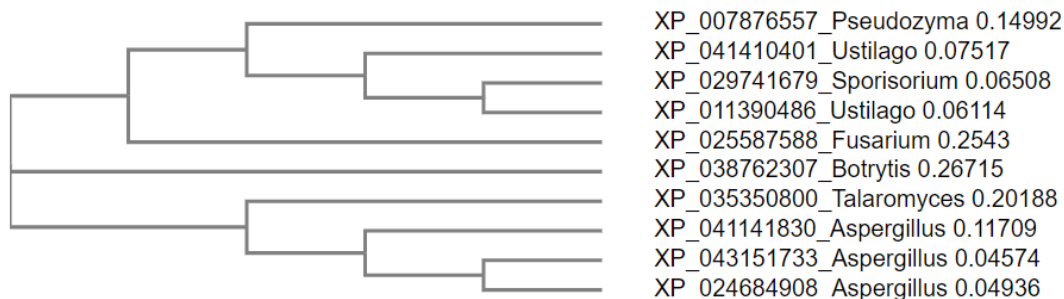 XP_007876557_Pseudozyma 0.14992
XP_041410401_Ustilago 0.07517
XP_029741679_Sporisorium 0.06508
XP_011390486_Ustilago 0.06114
XP_025587588_Fusarium 0.2543
XP_038762307_Botrytis 0.26715
XP_035350800_Talaromyces 0.20188
XP_041141830_Aspergillus 0.11709
XP_043151733_Aspergillus 0.04574
XP_024684908_Aspergillus 0.04936